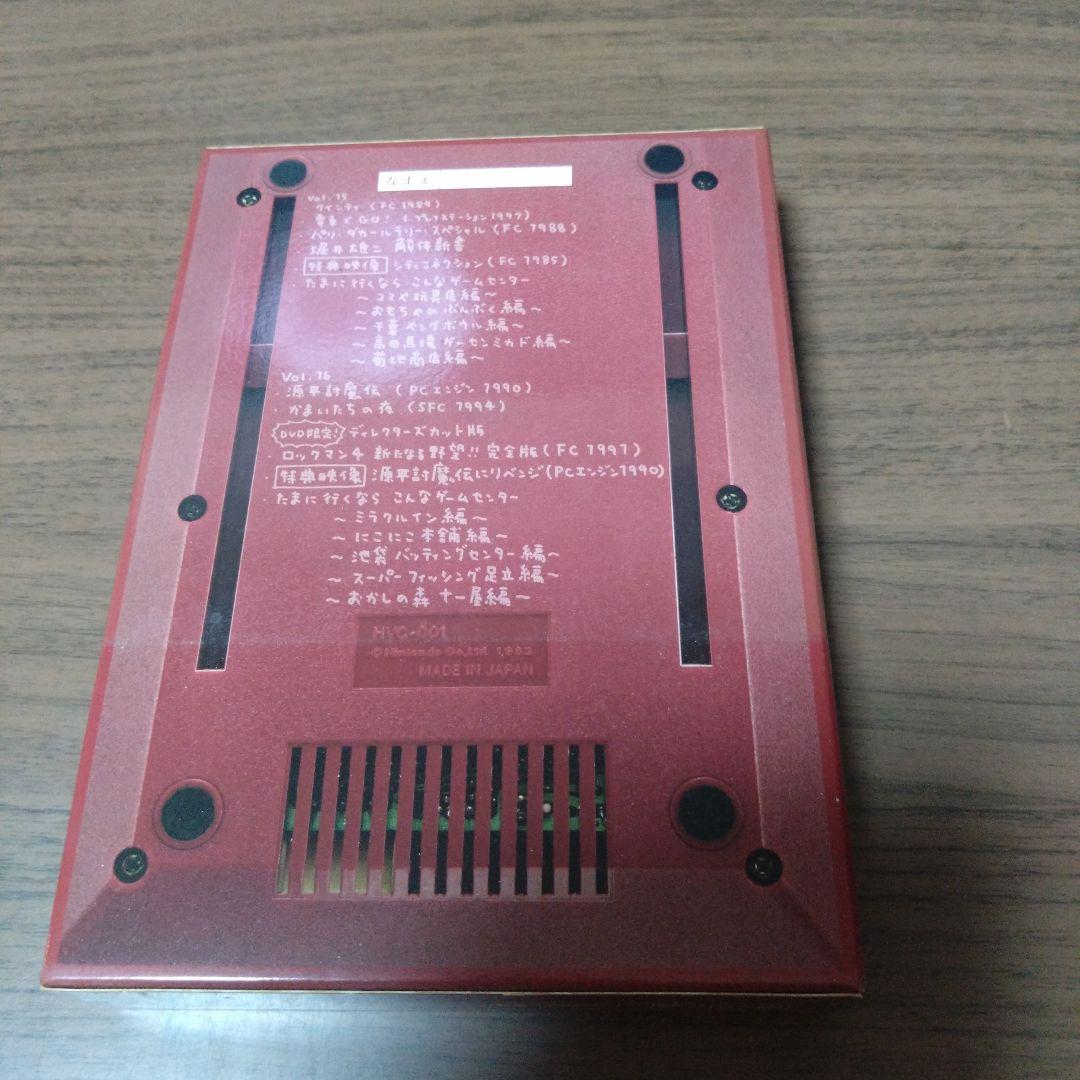 なまえ
Vol. 15
・クインティ (FC 1989)
・電車でGO! (プレイステーション 1997)
・パリ・ダカールラリー・スペシャル (FC 1988)
・堀井雄二 解体新書
特典映像 シティコネクション (FC 1985)
・たまに行くなら こんなゲームセンター
～コマヤ玩具店編～
～おもちゃのぶんぶく編～
～千葉ヤングボウル編～
～高田馬場ゲーセンミカド編～
～菊地商店編～
Vol. 16
・源平討魔伝 (PCエンジン 1990)
・かまいたちの夜 (SFC 1994)
DVD限定! ディレクターズカット版
・ロックマン4 新たなる野望!! 完全版 (FC 1991)
特典映像 源平討魔伝にリベンジ (PCエンジン1990)
・たまに行くなら こんなゲームセンター
～ミラクルイン編～
～にこにこ本舗編～
～池袋バッティングセンター編～
～スーパーフィッシング足立編～
～おかしの森 十一屋編～
HVC-001
©Nintendo Co.,Ltd. 1983
MADE IN JAPAN